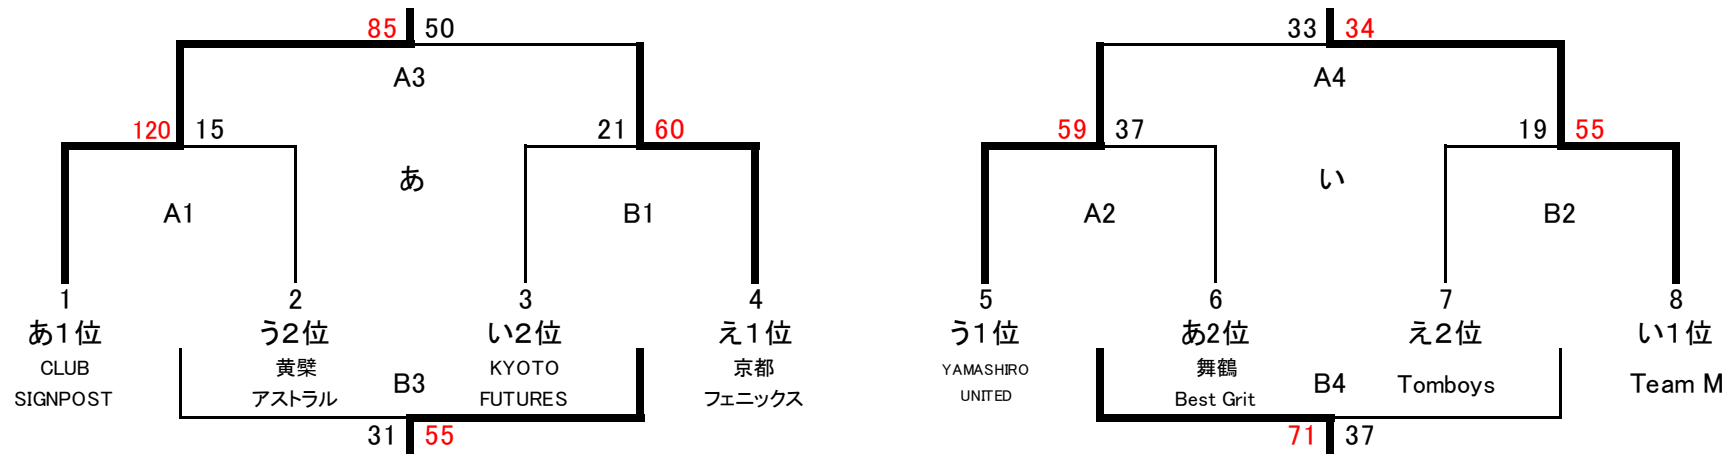 85 50 33 34
A3 A4
120 15 21 60 59 37 19 55
あ い
A1 B1 A2 B2
1 2 3 4 5 6 7 8
あ1位 う2位 い2位 え1位 う1位 あ2位 え2位 い1位
CLUB 黄檗 KYOTO 京都 YAMASHIRO 舞鶴
B3 B4 Tomboys Team M
SIGNPOST アストラル FUTURES フェニックス UNITED Best Grit
31 55 71 37